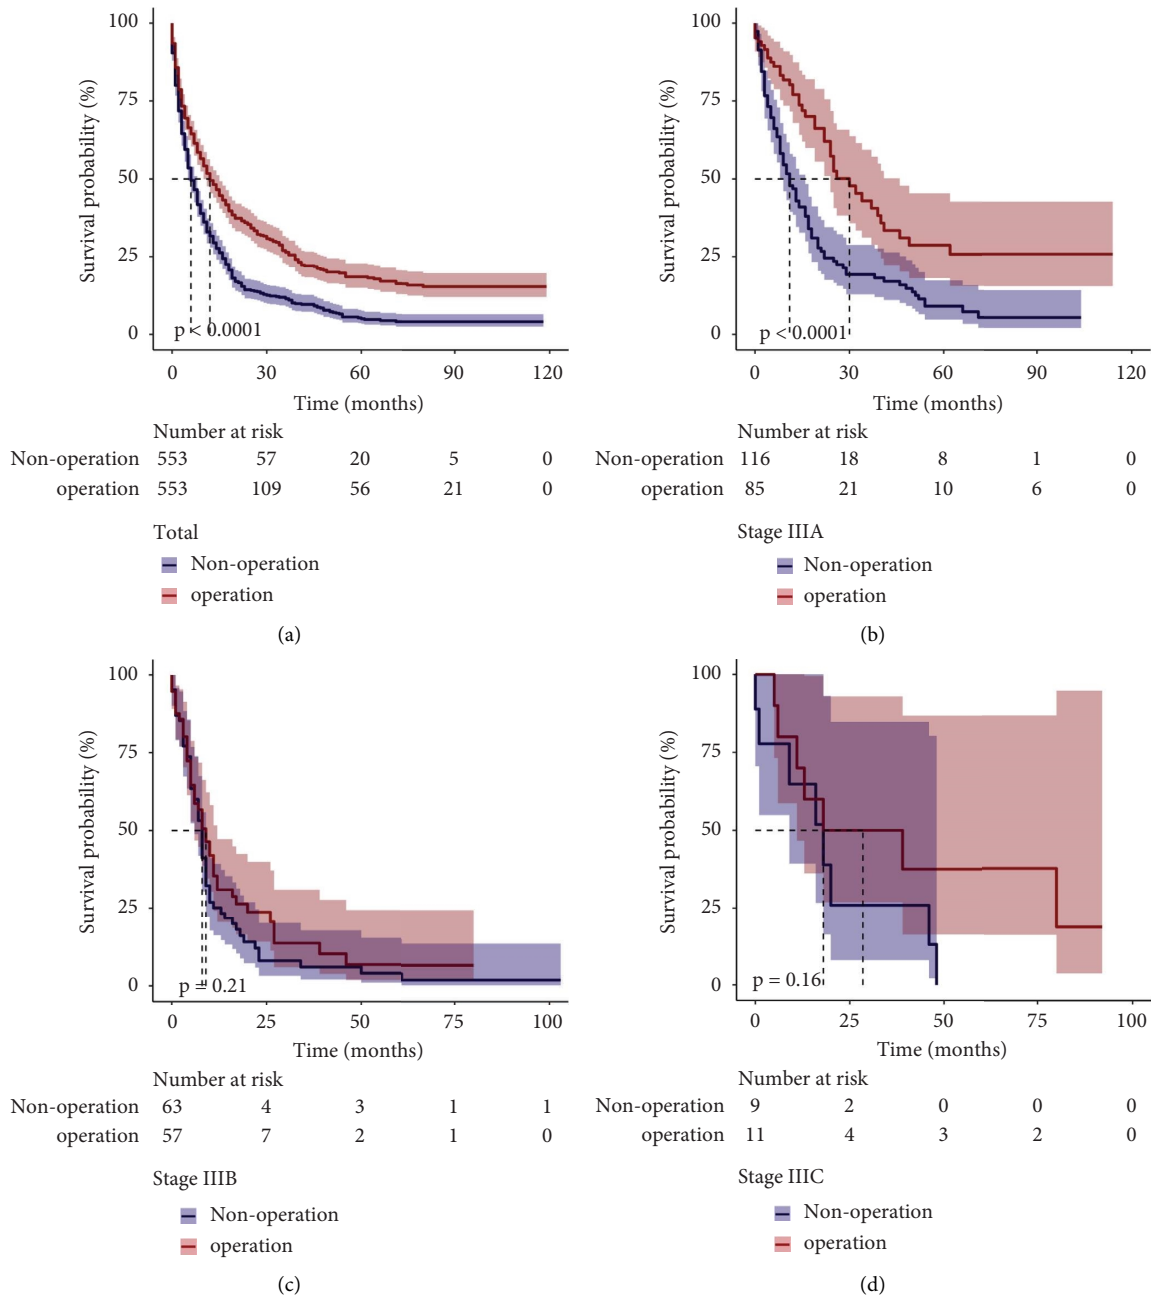 Survival probability (%)
100
75
50
25
0
p < 0.0001
0 30 60 90 120
Time (months)
Number at risk
Non-operation 553 57 20 5 0
operation 553 109 56 21 0
Total
Non-operation
operation
(a)
Survival probability (%)
100
75
50
25
0
p < 0.0001
0 30 60 90 120
Time (months)
Number at risk
Non-operation 116 18 8 1 0
operation 85 21 10 6 0
Stage IIIA
Non-operation
operation
(b)
Survival probability (%)
100
75
50
25
0
p = 0.21
0 25 50 75 100
Time (months)
Number at risk
Non-operation 63 4 3 1 1
operation 57 7 2 1 0
Stage IIIB
Non-operation
operation
(c)
Survival probability (%)
100
75
50
25
0
p = 0.16
0 25 50 75 100
Time (months)
Number at risk
Non-operation 9 2 0 0 0
operation 11 4 3 2 0
Stage IIIC
Non-operation
operation
(d)